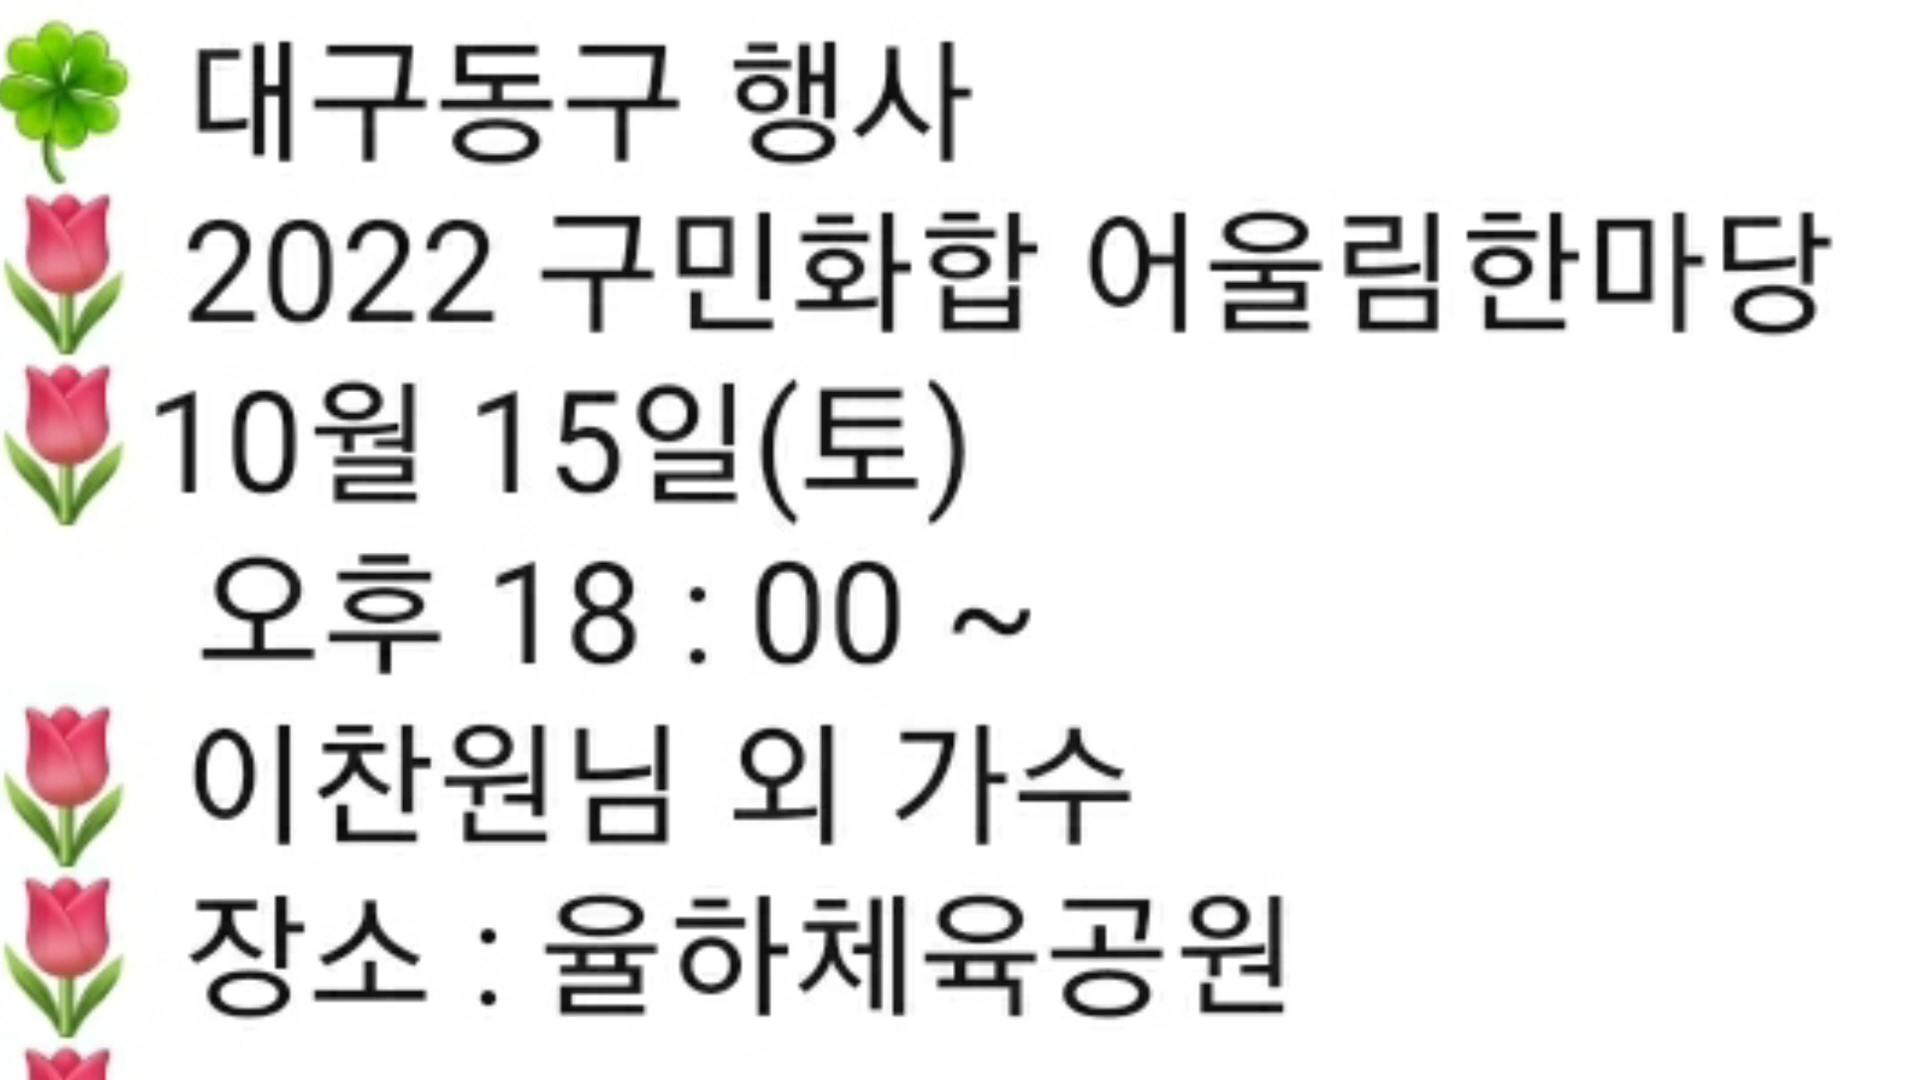 🍀 대구동구 행사
🌷 2022 구민화합 어울림한마당
🌷10월 15일(토)
오후 18 : 00 ~
🌷 이찬원님 외 가수
🌷 장소 : 율하체육공원
🌷